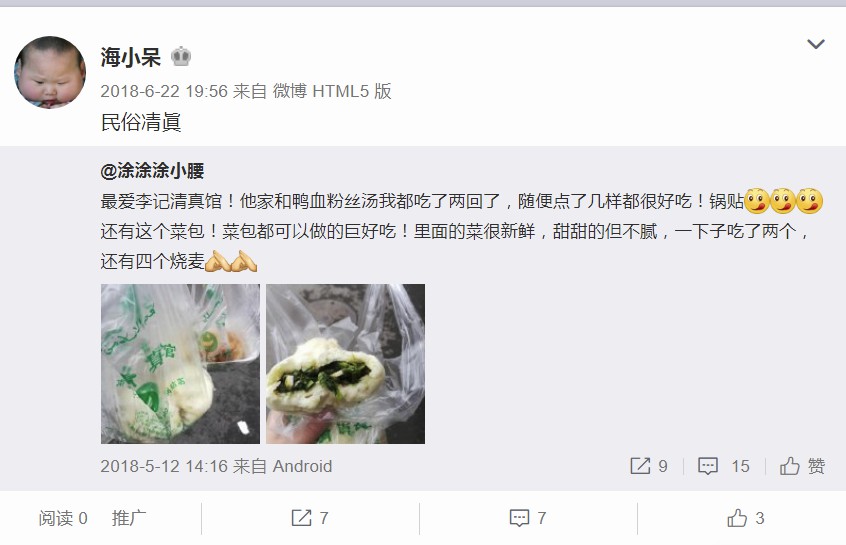 海小呆
2018-6-22 19:56 来自 微博 HTML5 版
民俗清眞
@涂涂涂小腰
最爱李记清真馆！他家和鸭血粉丝汤我都吃了两回了，随便点了几样都很好吃！锅贴
还有这个菜包！菜包都可以做的巨好吃！里面的菜很新鲜，甜甜的但不腻，一下子吃了两个，
还有四个烧麦
2018-5-12 14:16 来自 Android
9
15
赞
阅读 0 推广
7
7
3